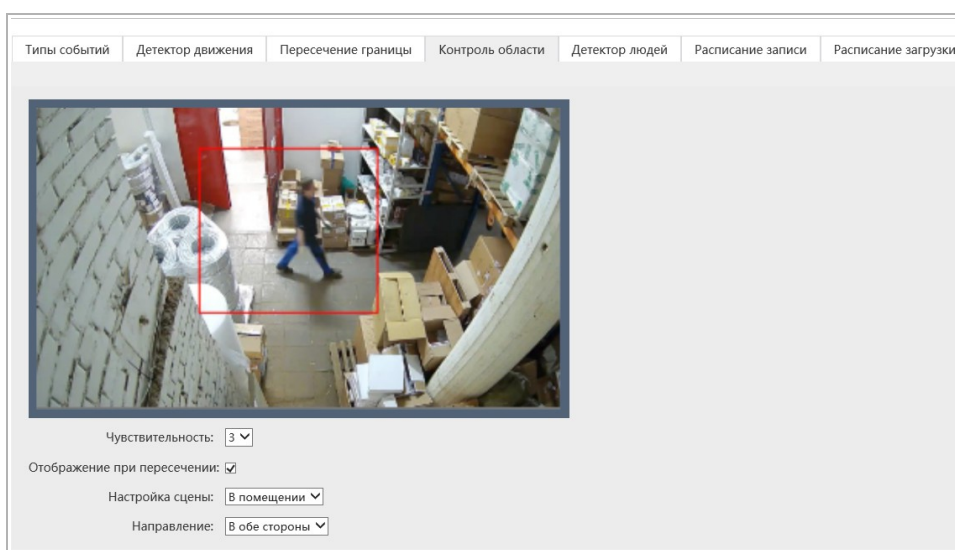 Типы событий Детектор движения Пересечение границы Контроль области Детектор людей Расписание записи Расписание загрузки
Чувствительность: 3
Отображение при пересечении:
Настройка сцены: В помещении
Направление: В обе стороны